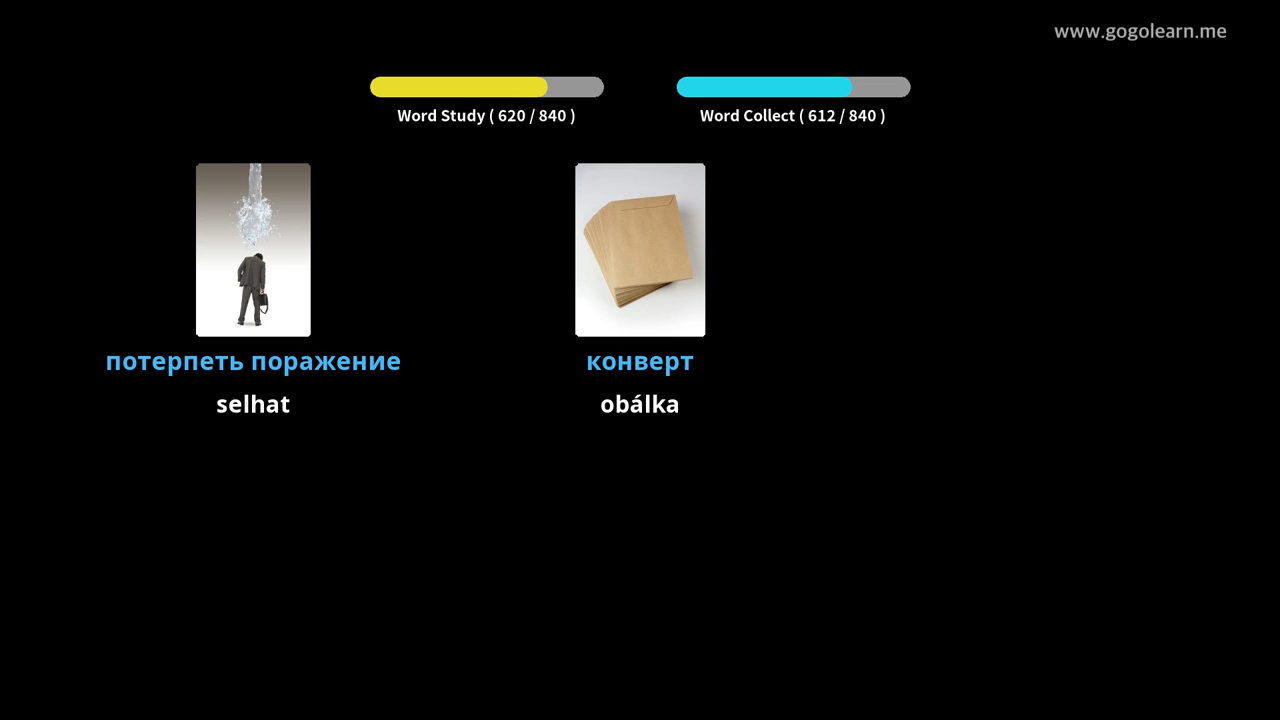 www.gogolearn.me
Word Study ( 620 / 840 )
Word Collect ( 612 / 840 )
потерпеть поражение
selhat
конверт
obálka